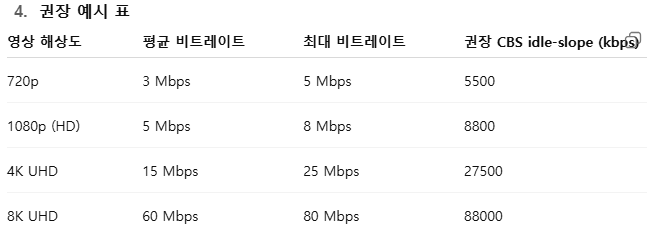 4. 권장 예시 표
영상 해상도 평균 비트레이트 최대 비트레이트 권장 CBS idle-slope (kbps)
720p 3 Mbps 5 Mbps 5500
1080p (HD) 5 Mbps 8 Mbps 8800
4K UHD 15 Mbps 25 Mbps 27500
8K UHD 60 Mbps 80 Mbps 88000